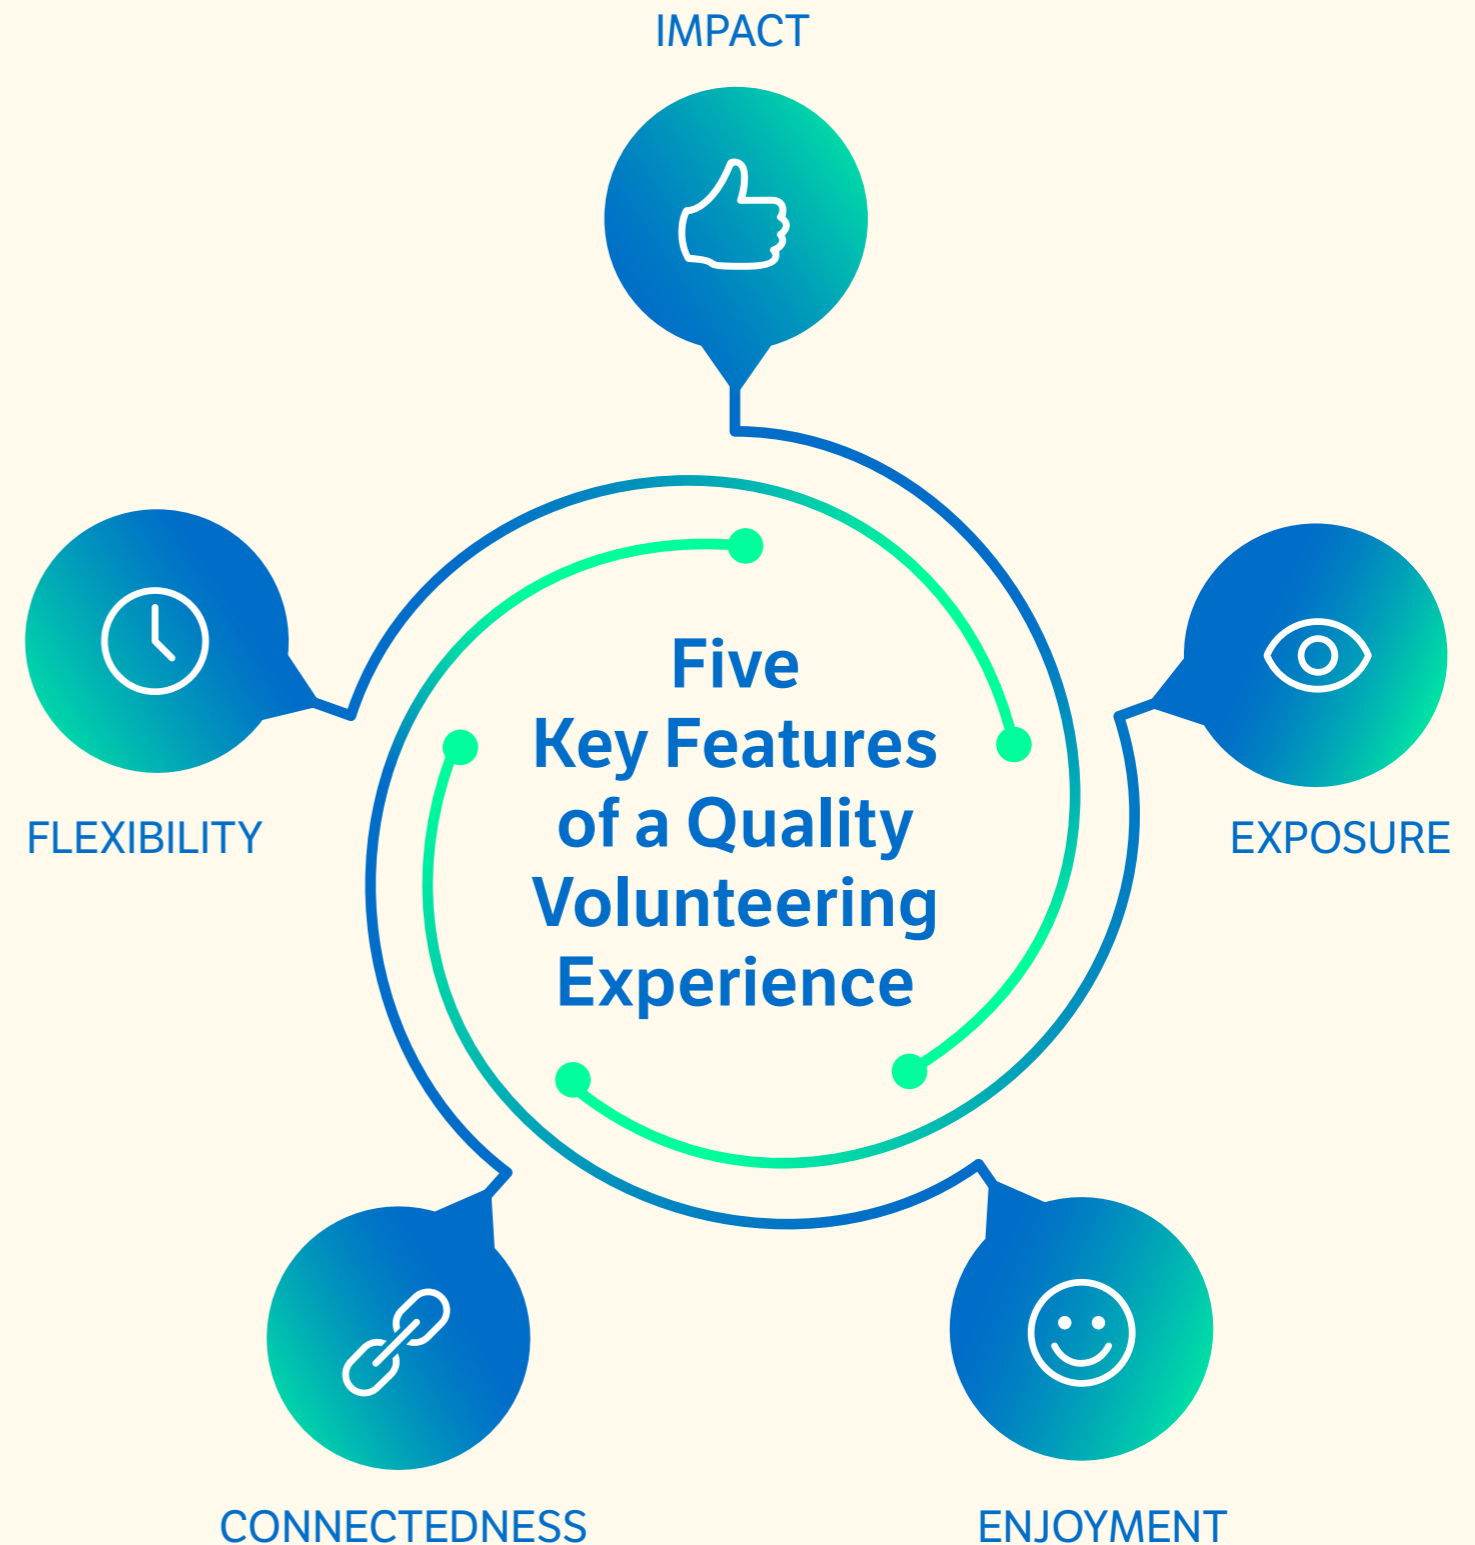 IMPACT
Five
Key Features
of a Quality
Volunteering
Experience
FLEXIBILITY
EXPOSURE
CONNECTEDNESS
ENJOYMENT